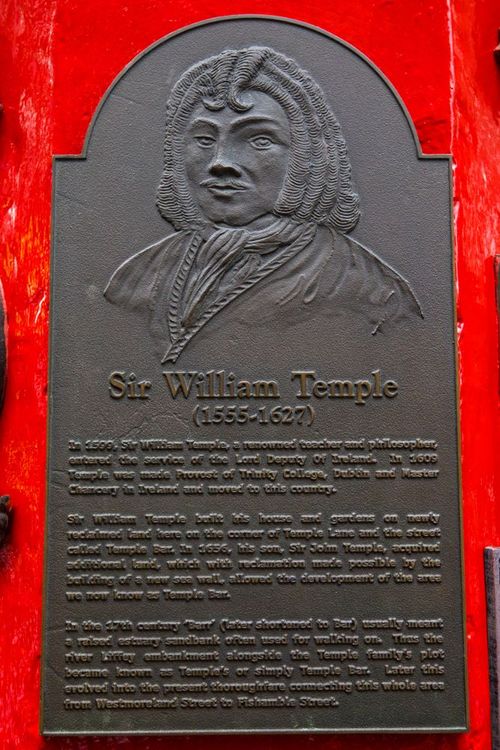 Sir William Temple
(1555-1627)
In 1599, Sir William Temple, a renowned teacher and philosopher,
entered the service of the Lord Deputy Of Ireland. In 1609
Temple was made Provost of Trinity College, Dublin and Master
Chancery in Ireland and moved to this country.
Sir William Temple built his house and gardens on newly
reclaimed land here on the corner of Temple Lane and the street
called Temple Bar. In 1656, his son, Sir John Temple, acquired
additional land, which with reclamation made possible by the
building of a new sea wall, allowed the development of the area
we now know as Temple Bar.
In the 17th century 'Barr' (later shortened to Bar) usually meant
a raised estuary sandbank often used for walking on. Thus the
river Liffey embankment alongside the Temple family's plot
became known as Temple's or simply Temple Bar. Later this
evolved into the present thoroughfare connecting this whole area
from Westmoreland Street to Fishamble Street.